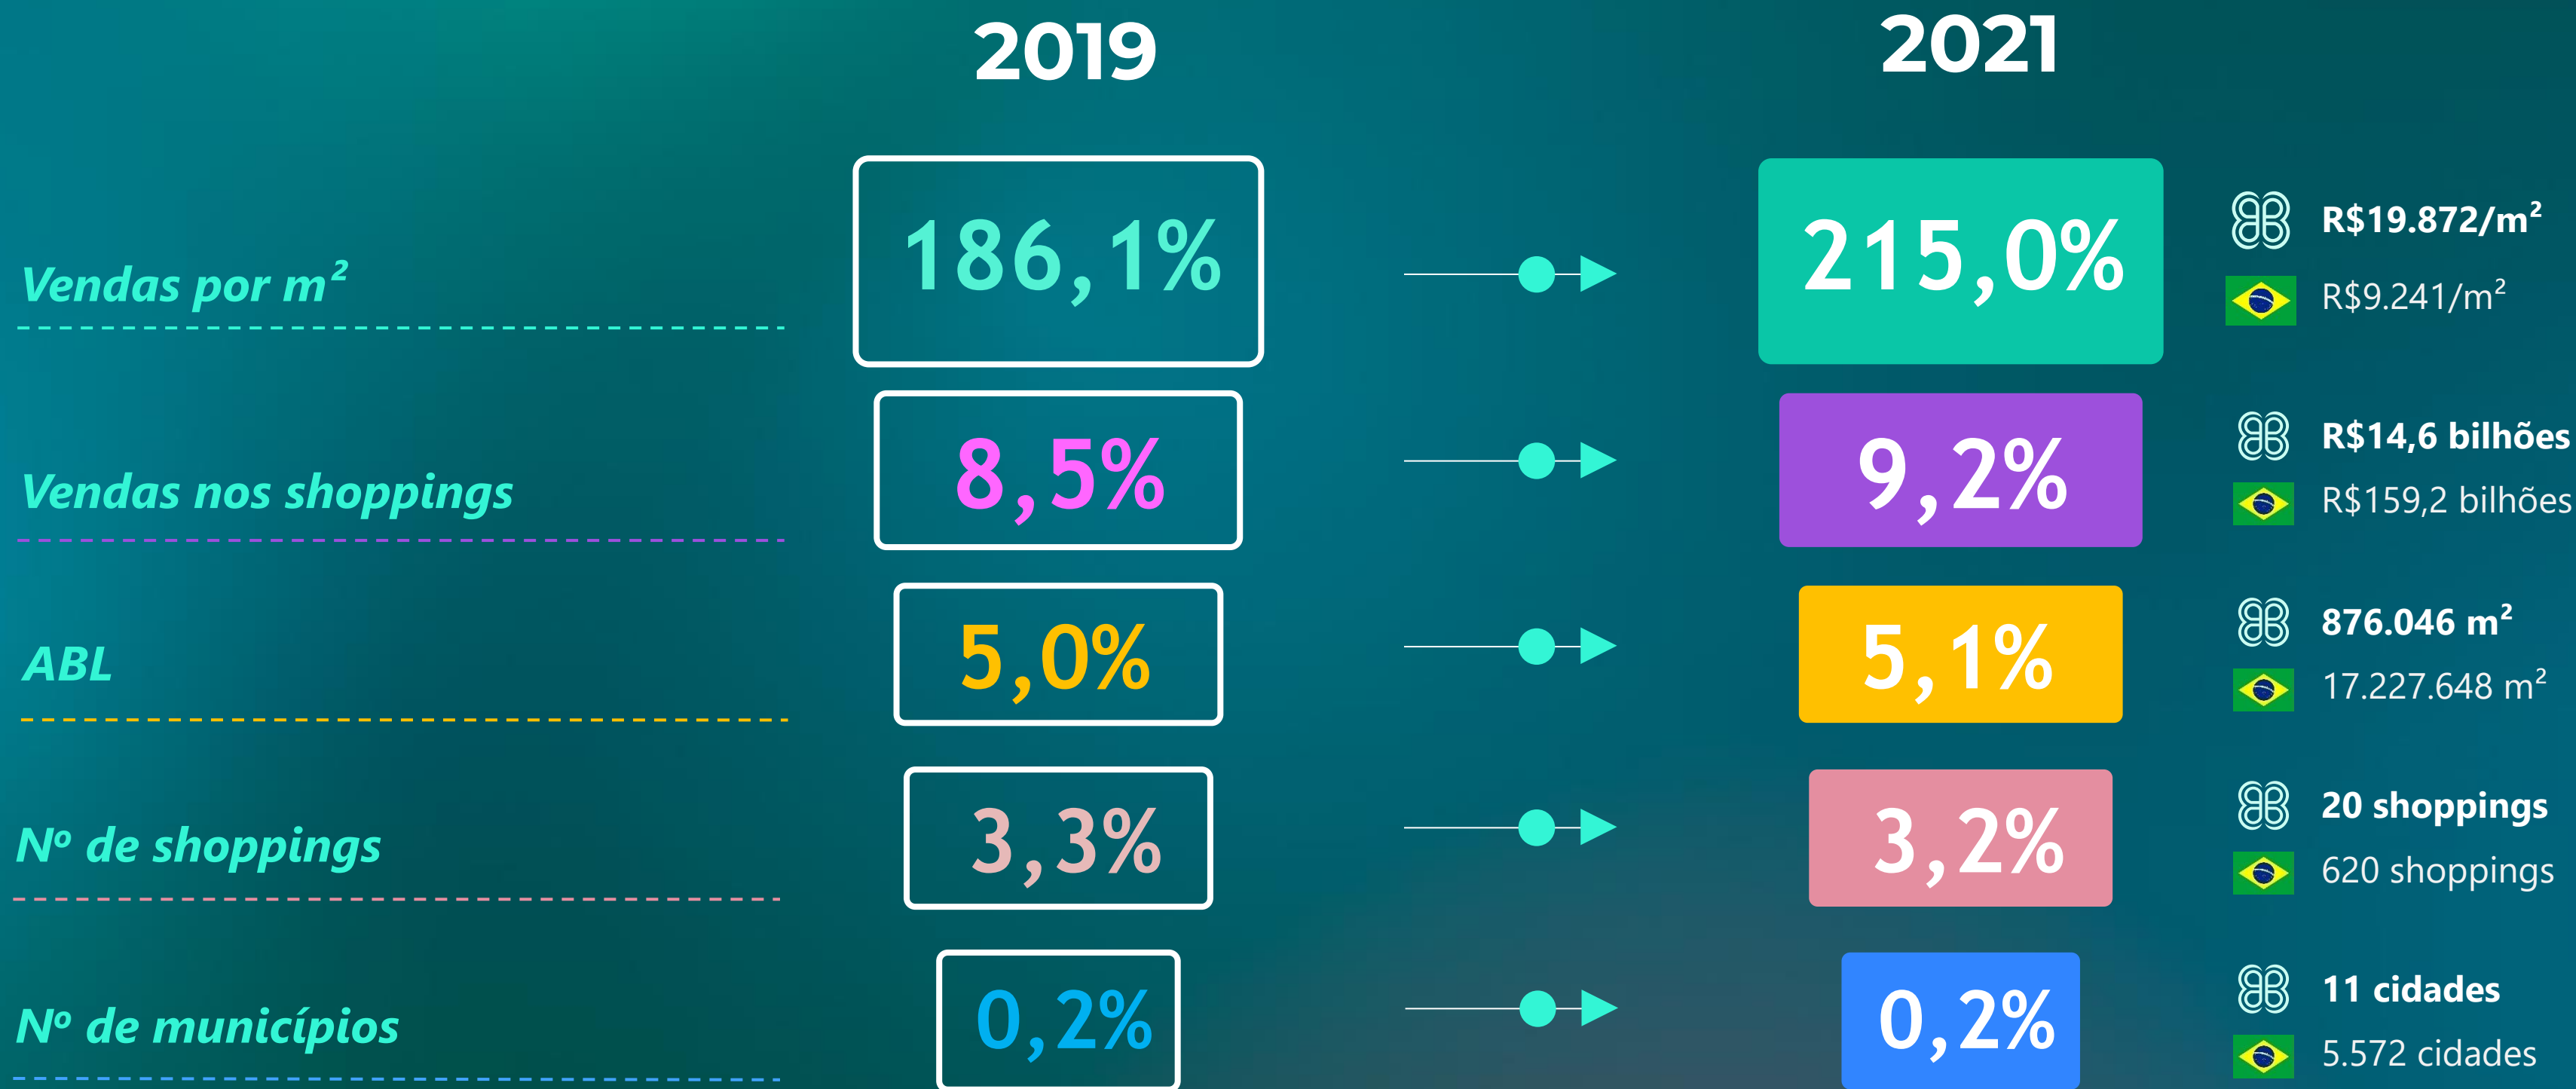 2019
2021
Vendas por m²
186,1%
215,0%
R$19.872/m²
R$9.241/m²
Vendas nos shoppings
8,5%
9,2%
R$14,6 bilhões
R$159,2 bilhões
ABL
5,0%
5,1%
876.046 m²
17.227.648 m²
Nº de shoppings
3,3%
3,2%
20 shoppings
620 shoppings
Nº de municípios
0,2%
0,2%
11 cidades
5.572 cidades